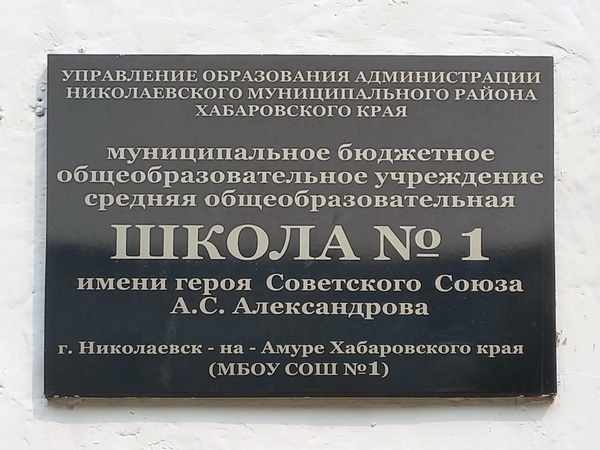 УПРАВЛЕНИЕ ОБРАЗОВАНИЯ АДМИНИСТРАЦИИ
НИКОЛАЕВСКОГО МУНИЦИПАЛЬНОГО РАЙОНА
ХАБАРОВСКОГО КРАЯ
муниципальное бюджетное
общеобразовательное учреждение
средняя общеобразовательная
ШКОЛА № 1
имени героя Советского Союза
А.С. Александрова
г. Николаевск - на - Амуре Хабаровского края
(МБОУ СОШ №1)